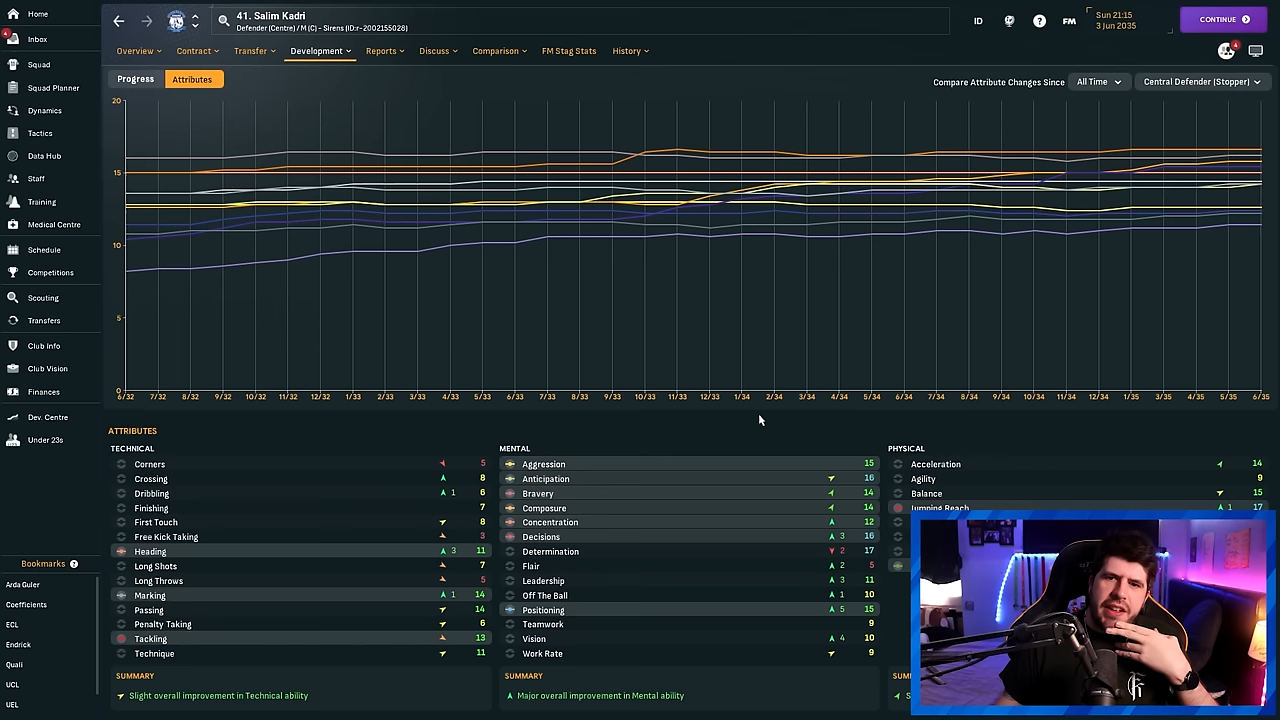 Home
4
Inbox
Squad
Squad Planner
Dynamics
Tactics
Data Hub
Staff
Training
Medical Centre
Schedule
Competitions
Scouting
Transfers
Club Info
Club Vision
Finances
Dev. Centre
Under 23s
Bookmarks ?
Arda Guler
Coefficients
ECL
Endrick
Quali
UCL
UEL
41. Salim Kadri
Defender (Centre) / M (C) - Sirens (ID:r-2002155028)
ID
?
FM
Sun 21:15
3 Jun 2035
CONTINUE
Overview
Contract
Transfer
Development
Reports
Discuss
Comparison
FM Stag Stats
History
4
Progress
Attributes
Compare Attribute Changes Since
All Time
Central Defender (Stopper)
20
15
10
5
0
6/32 7/32 8/32 9/32 10/32 11/32 12/32 1/33 2/33 3/33 4/33 5/33 6/33 7/33 8/33 9/33 10/33 11/33 12/33 1/34 2/34 3/34 4/34 5/34 6/34 7/34 8/34 9/34 10/34 11/34 12/34 1/35 3/35 4/35 5/35 6/35
ATTRIBUTES
TECHNICAL
Corners 5
Crossing 8
Dribbling 1 6
Finishing 7
First Touch 8
Free Kick Taking 3
Heading 3 11
Long Shots 7
Long Throws 5
Marking 1 14
Passing 14
Penalty Taking 6
Tackling 13
Technique 11
SUMMARY
Slight overall improvement in Technical ability
MENTAL
Aggression 15
Anticipation 16
Bravery 14
Composure 14
Concentration 12
Decisions 3 16
Determination 2 17
Flair 2 5
Leadership 3 11
Off The Ball 1 10
Positioning 5 15
Teamwork 9
Vision 4 10
Work Rate 9
SUMMARY
Major overall improvement in Mental ability
PHYSICAL
Acceleration 14
Agility 9
Balance 15
Jumping Reach 1 17